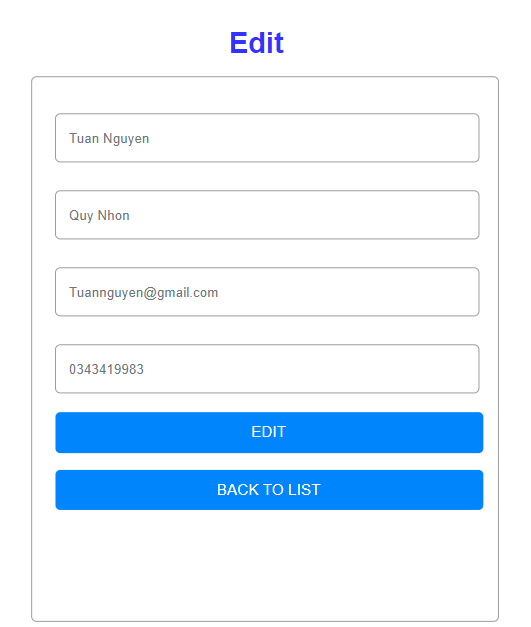 Edit
Tuan Nguyen
Quy Nhon
Tuannguyen@gmail.com
0343419983
EDIT
BACK TO LIST